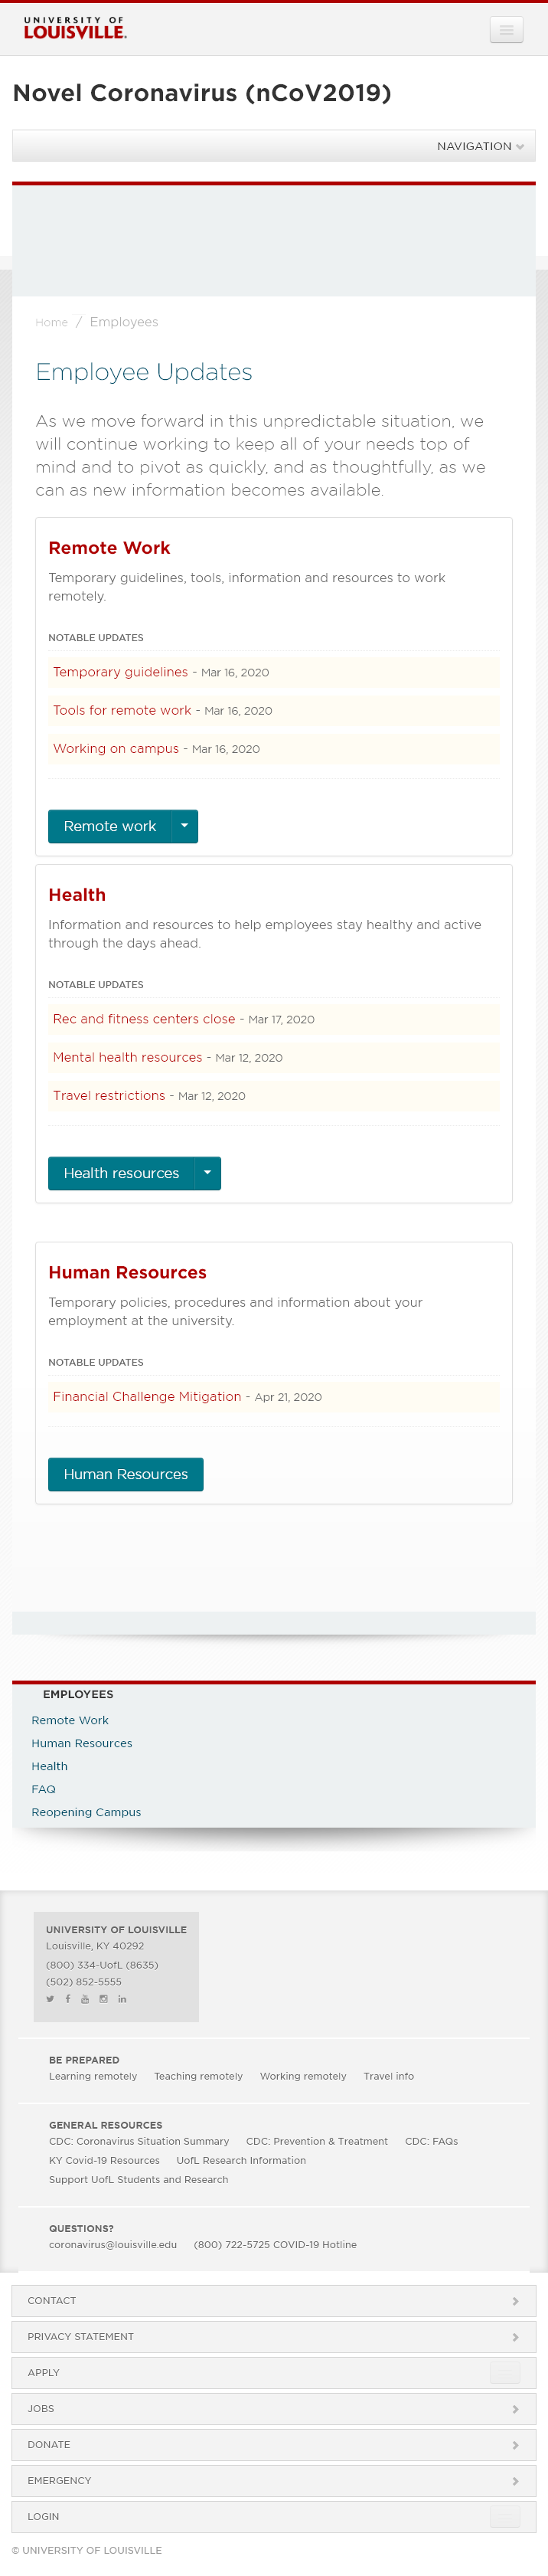 UNIVERSITY OF
LOUISVILLE.
Novel Coronavirus (nCoV2019)
NAVIGATION
Home / Employees
Employee Updates
As we move forward in this unpredictable situation, we
will continue working to keep all of your needs top of
mind and to pivot as quickly, and as thoughtfully, as we
can as new information becomes available.
Remote Work
Temporary guidelines, tools, information and resources to work
remotely.
NOTABLE UPDATES
Temporary guidelines - Mar 16, 2020
Tools for remote work - Mar 16, 2020
Working on campus - Mar 16, 2020
Remote work
Health
Information and resources to help employees stay healthy and active
through the days ahead.
NOTABLE UPDATES
Rec and fitness centers close - Mar 17, 2020
Mental health resources - Mar 12, 2020
Travel restrictions - Mar 12, 2020
Health resources
Human Resources
Temporary policies, procedures and information about your
employment at the university.
NOTABLE UPDATES
Financial Challenge Mitigation - Apr 21, 2020
Human Resources
EMPLOYEES
Remote Work
Human Resources
Health
FAQ
Reopening Campus
UNIVERSITY OF LOUISVILLE
Louisville, KY 40292
(800) 334-UofL (8635)
(502) 852-5555
BE PREPARED
Learning remotely Teaching remotely Working remotely Travel info
GENERAL RESOURCES
CDC: Coronavirus Situation Summary CDC: Prevention & Treatment CDC: FAQs
KY Covid-19 Resources UofL Research Information
Support UofL Students and Research
QUESTIONS?
coronavirus@louisville.edu (800) 722-5725 COVID-19 Hotline
CONTACT
PRIVACY STATEMENT
APPLY
JOBS
DONATE
EMERGENCY
LOGIN
© UNIVERSITY OF LOUISVILLE